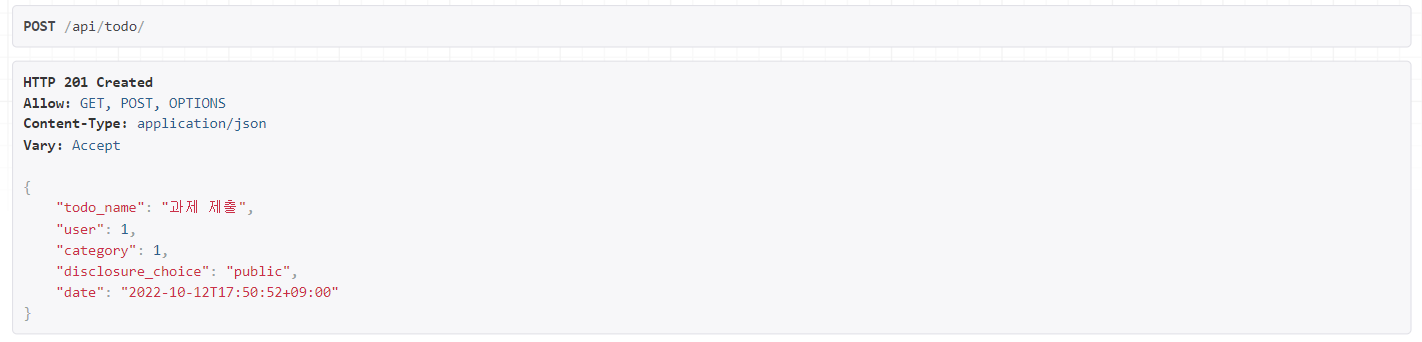 POST /api/todo/
HTTP 201 Created
Allow: GET, POST, OPTIONS
Content-Type: application/json
Vary: Accept
{
    "todo_name": "과제 제출",
    "user": 1,
    "category": 1,
    "disclosure_choice": "public",
    "date": "2022-10-12T17:50:52+09:00"
}